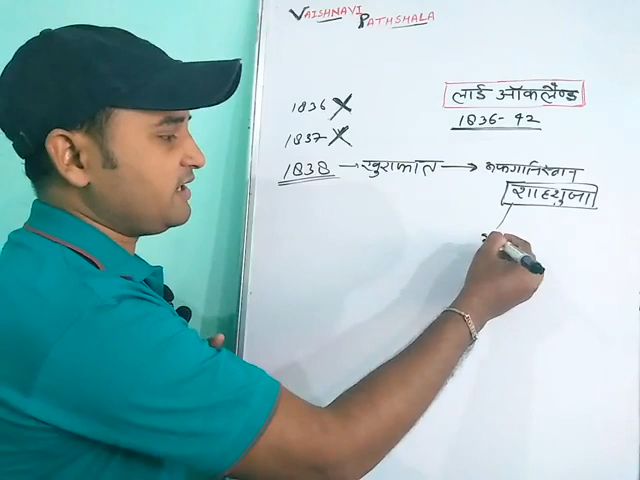 VAISHNAVI PATHSHALA
लार्ड ऑकलैण्ड
1836 - 42
1836 X
1837 X
1838 → खुराफात → अफगानिस्तान
शाहशुजा